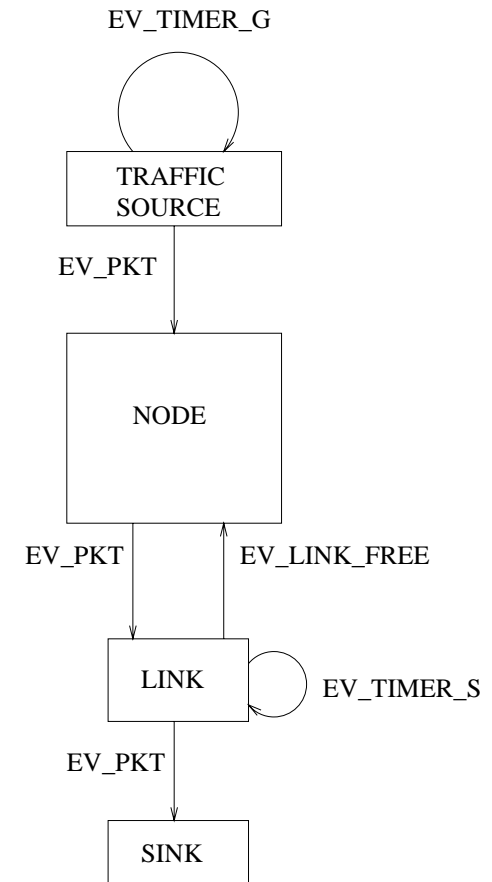 EV_TIMER_G
TRAFFIC
SOURCE
EV_PKT
NODE
EV_PKT
EV_LINK_FREE
LINK
EV_TIMER_S
EV_PKT
SINK